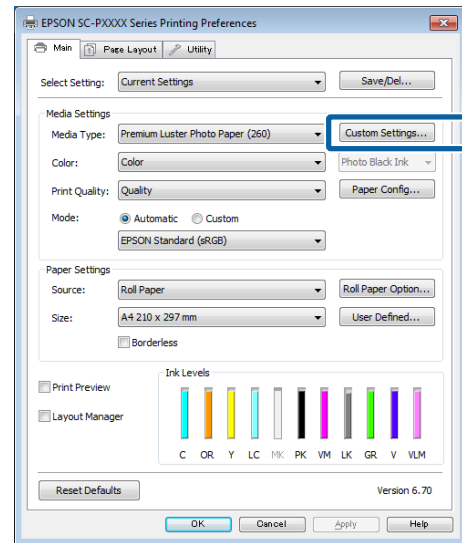 EPSON SC-PXXXX Series Printing Preferences
Main Page Layout Utility
Select Setting: Current Settings Save/Del...
Media Settings
Media Type: Premium Luster Photo Paper (260) Custom Settings...
Color: Color Photo Black Ink
Print Quality: Quality Paper Config...
Mode: Automatic Custom
EPSON Standard (sRGB)
Paper Settings
Source: Roll Paper Roll Paper Option...
Size: A4 210 x 297 mm User Defined...
Borderless
Ink Levels
Print Preview
Layout Manager
C OR Y LC MK PK VM LK GR V VLM
Reset Defaults Version 6.70
OK Cancel Apply Help